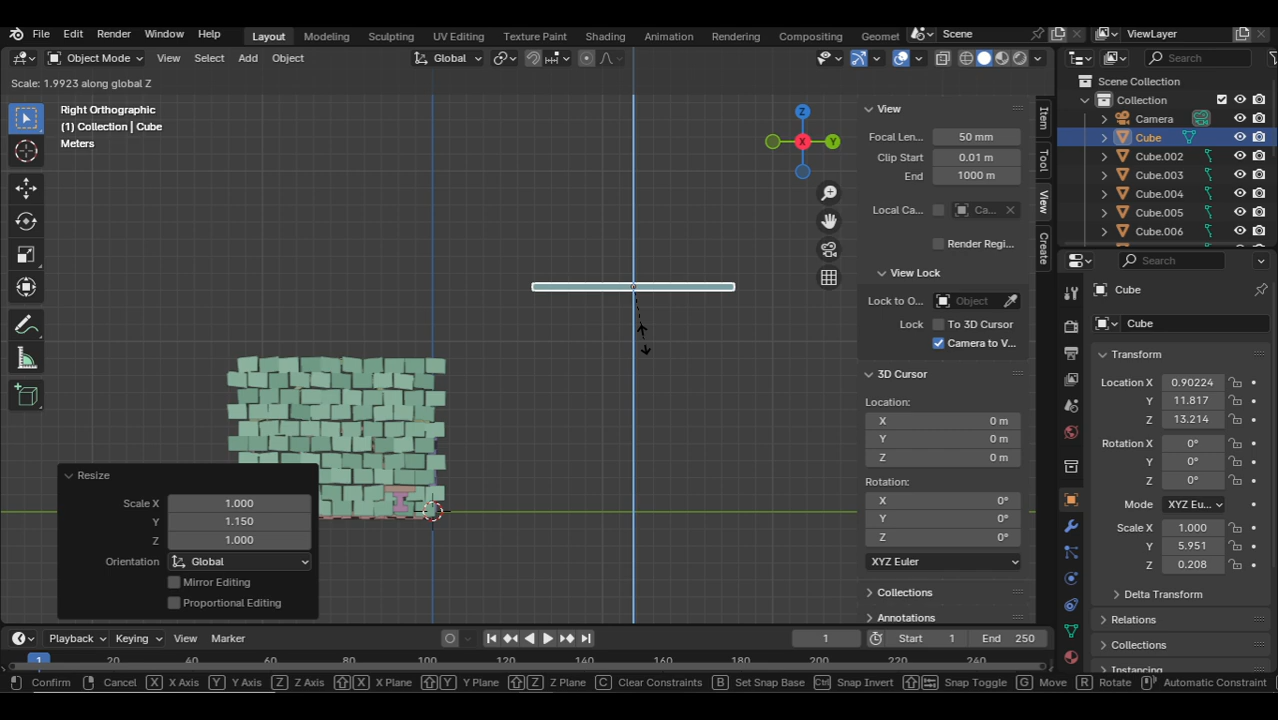 File Edit Render Window Help Layout Modeling Sculpting UV Editing Texture Paint Shading Animation Rendering Compositing Geomet Scene ViewLayer
Object Mode View Select Add Object Global Search
Scale: 1.9923 along global Z
Right Orthographic
(1) Collection | Cube
Meters
Z
X
Y
View
Focal Len... 50 mm
Clip Start 0.01 m
End 1000 m
Local Ca... Ca...
Render Regi...
View Lock
Lock to O... Object
Lock To 3D Cursor
Camera to V...
3D Cursor
Location:
X 0 m
Y 0 m
Z 0 m
Rotation:
X 0°
Y 0°
Z 0°
XYZ Euler
Collections
Annotations
Item
Tool
View
Create
Scene Collection
Collection
Camera
Cube
Cube.002
Cube.003
Cube.004
Cube.005
Cube.006
Search
Cube
Cube
Transform
Location X 0.90224
Y 11.817
Z 13.214
Rotation X 0°
Y 0°
Z 0°
Mode XYZ Eu...
Scale X 1.000
Y 5.951
Z 0.208
Delta Transform
Relations
Collections
Instancing
Resize
Scale X 1.000
Y 1.150
Z 1.000
Orientation Global
Mirror Editing
Proportional Editing
Playback Keying View Marker 1 Start 1 End 250
1 20 40 60 80 100 120 140 160 180 200 220 240
Confirm Cancel X X Axis Y Y Axis Z Z Axis X X Plane Y Y Plane Z Z Plane C Clear Constraints B Set Snap Base Ctrl Snap Invert Snap Toggle G Move R Rotate Automatic Constraint